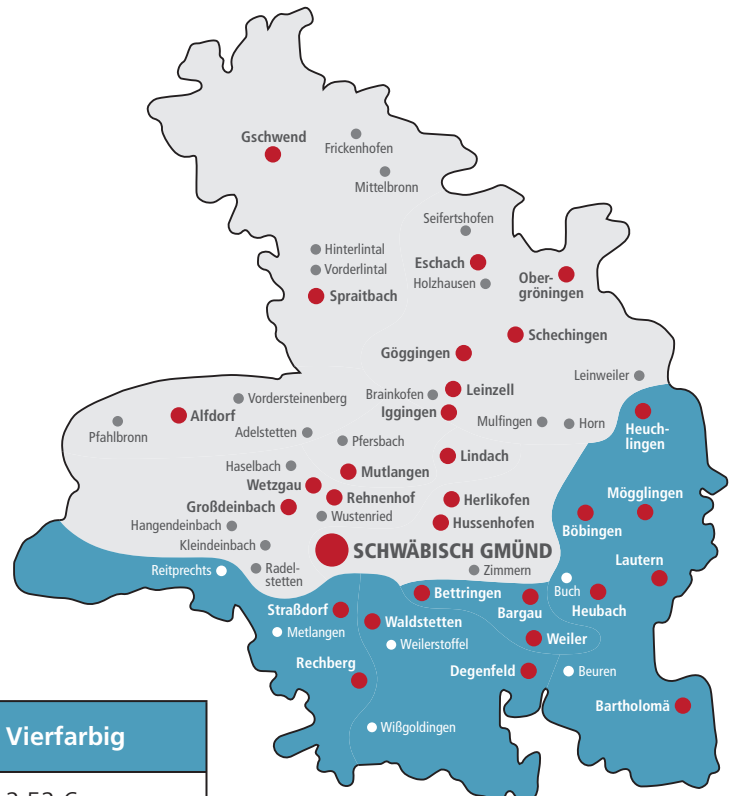 Gschwend
Frickenhofen
Mittelbronn
Seifertshofen
Hinterlintal
Vorderlintal
Eschach
Holzhausen
Ober-
gröningen
Spraitbach
Schechingen
Göggingen
Leinweiler
Leinzell
Brainkofen
Vordersteinenberg
Iggingen
Alfdorf
Pfahlbronn
Adelstetten
Mulfingen
Horn
Heuch-
lingen
Pfersbach
Lindach
Haselbach
Mutlangen
Wetzgau
Rehnenhof
Herlikofen
Mögglingen
Großdeinbach
Wustenried
Hussenhofen
Böbingen
Hangendeinbach
Kleindeinbach
SCHWÄBISCH GMÜND
Lautern
Reitprechts
Radel-
stetten
Zimmern
Buch
Bettringen
Bargau
Heubach
Straßdorf
Waldstetten
Metlangen
Weilerstoffel
Weiler
Rechberg
Degenfeld
Beuren
Bartholomä
Wißgoldingen
Vierfarbig